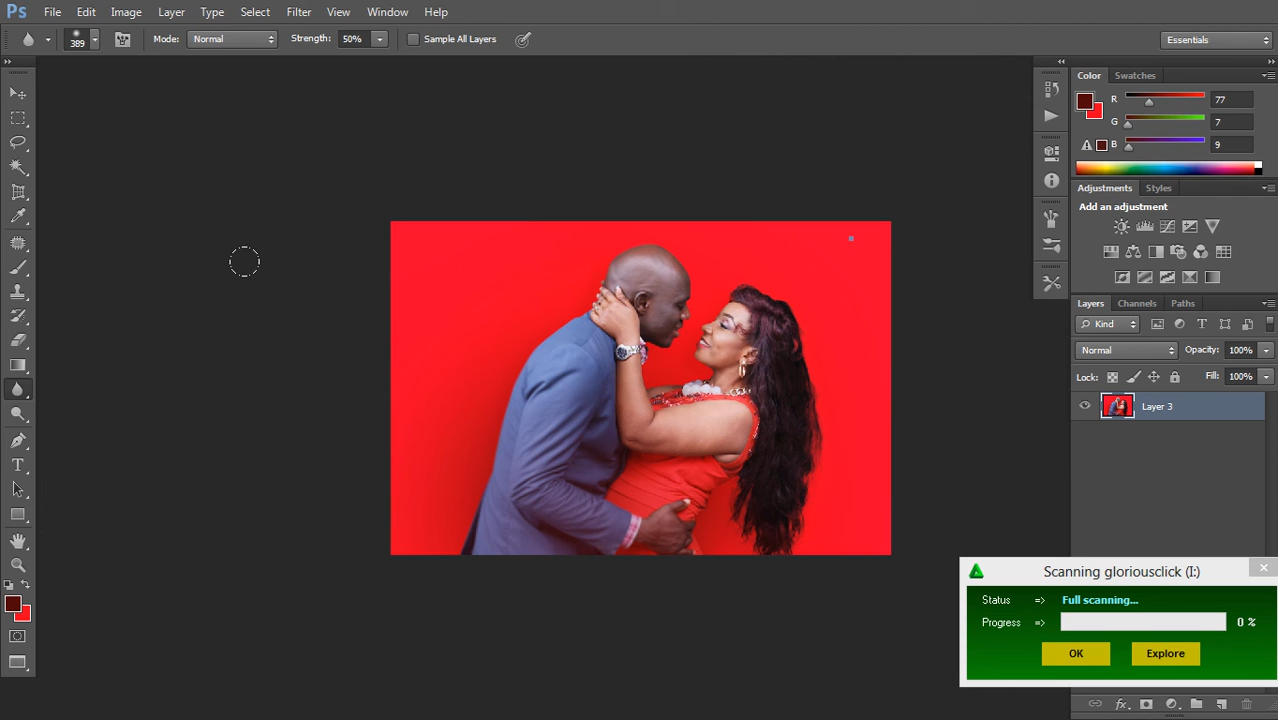 Ps File Edit Image Layer Type Select Filter View Window Help
389 Mode: Normal Strength: 50% Sample All Layers Essentials
Color Swatches
R 77
G 7
B 9
Adjustments Styles
Add an adjustment
Layers Channels Paths
Kind
Normal Opacity: 100%
Lock: Fill: 100%
Layer 3
Scanning gloriousclick (I:)
Status => Full scanning...
Progress => 0 %
OK Explore